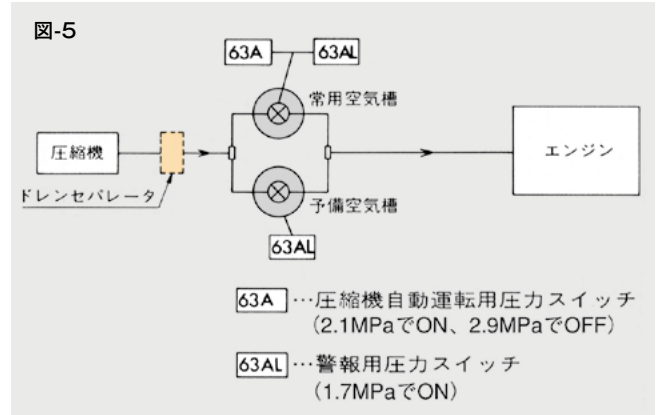 図-5
63A
63AL
常用空気槽
圧縮機
エンジン
ドレンセパレータ
予備空気槽
63AL
63A…圧縮機自動運転用圧力スイッチ
(2.1MPaでON、2.9MPaでOFF)
63AL…警報用圧力スイッチ
(1.7MPaでON)